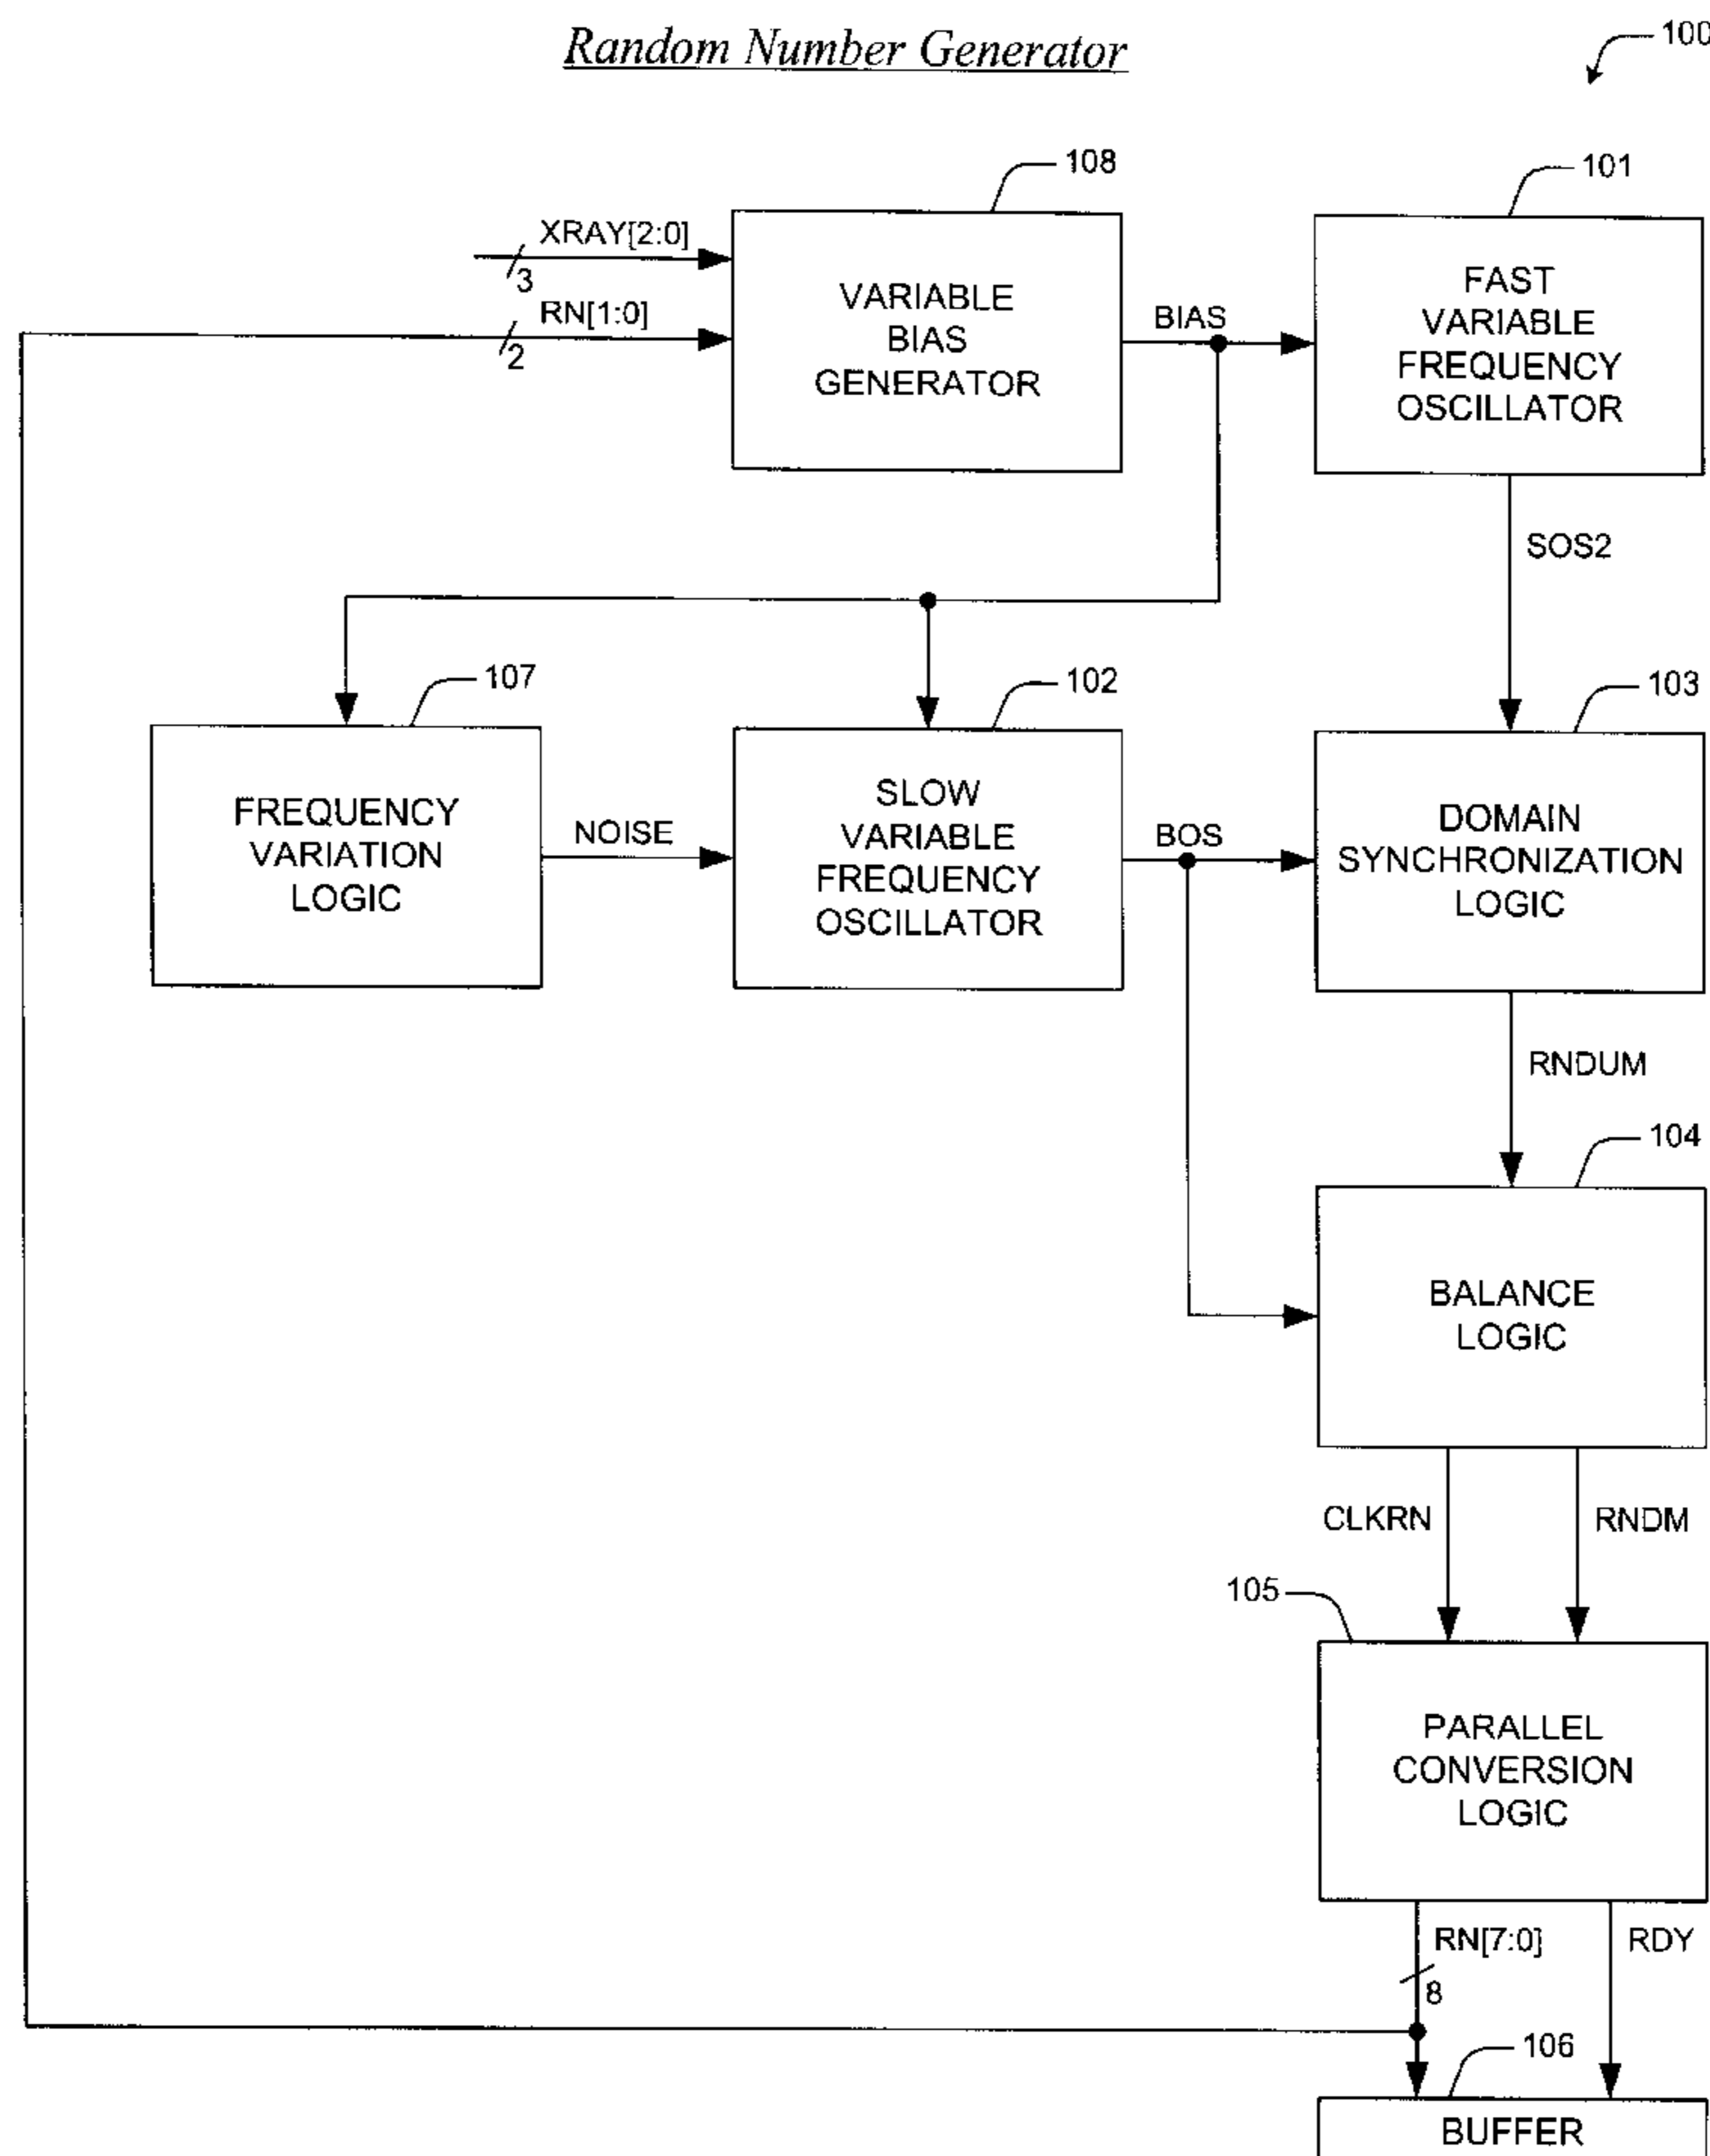 Random Number Generator
100
108
101
XRAY[2:0]
3
RN[1:0]
2
VARIABLE
BIAS
GENERATOR
BIAS
FAST
VARIABLE
FREQUENCY
OSCILLATOR
SOS2
107
102
103
FREQUENCY
VARIATION
LOGIC
NOISE
SLOW
VARIABLE
FREQUENCY
OSCILLATOR
BOS
DOMAIN
SYNCHRONIZATION
LOGIC
RNDUM
104
BALANCE
LOGIC
CLKRN
RNDM
105
PARALLEL
CONVERSION
LOGIC
RN[7:0]
8
RDY
106
BUFFER